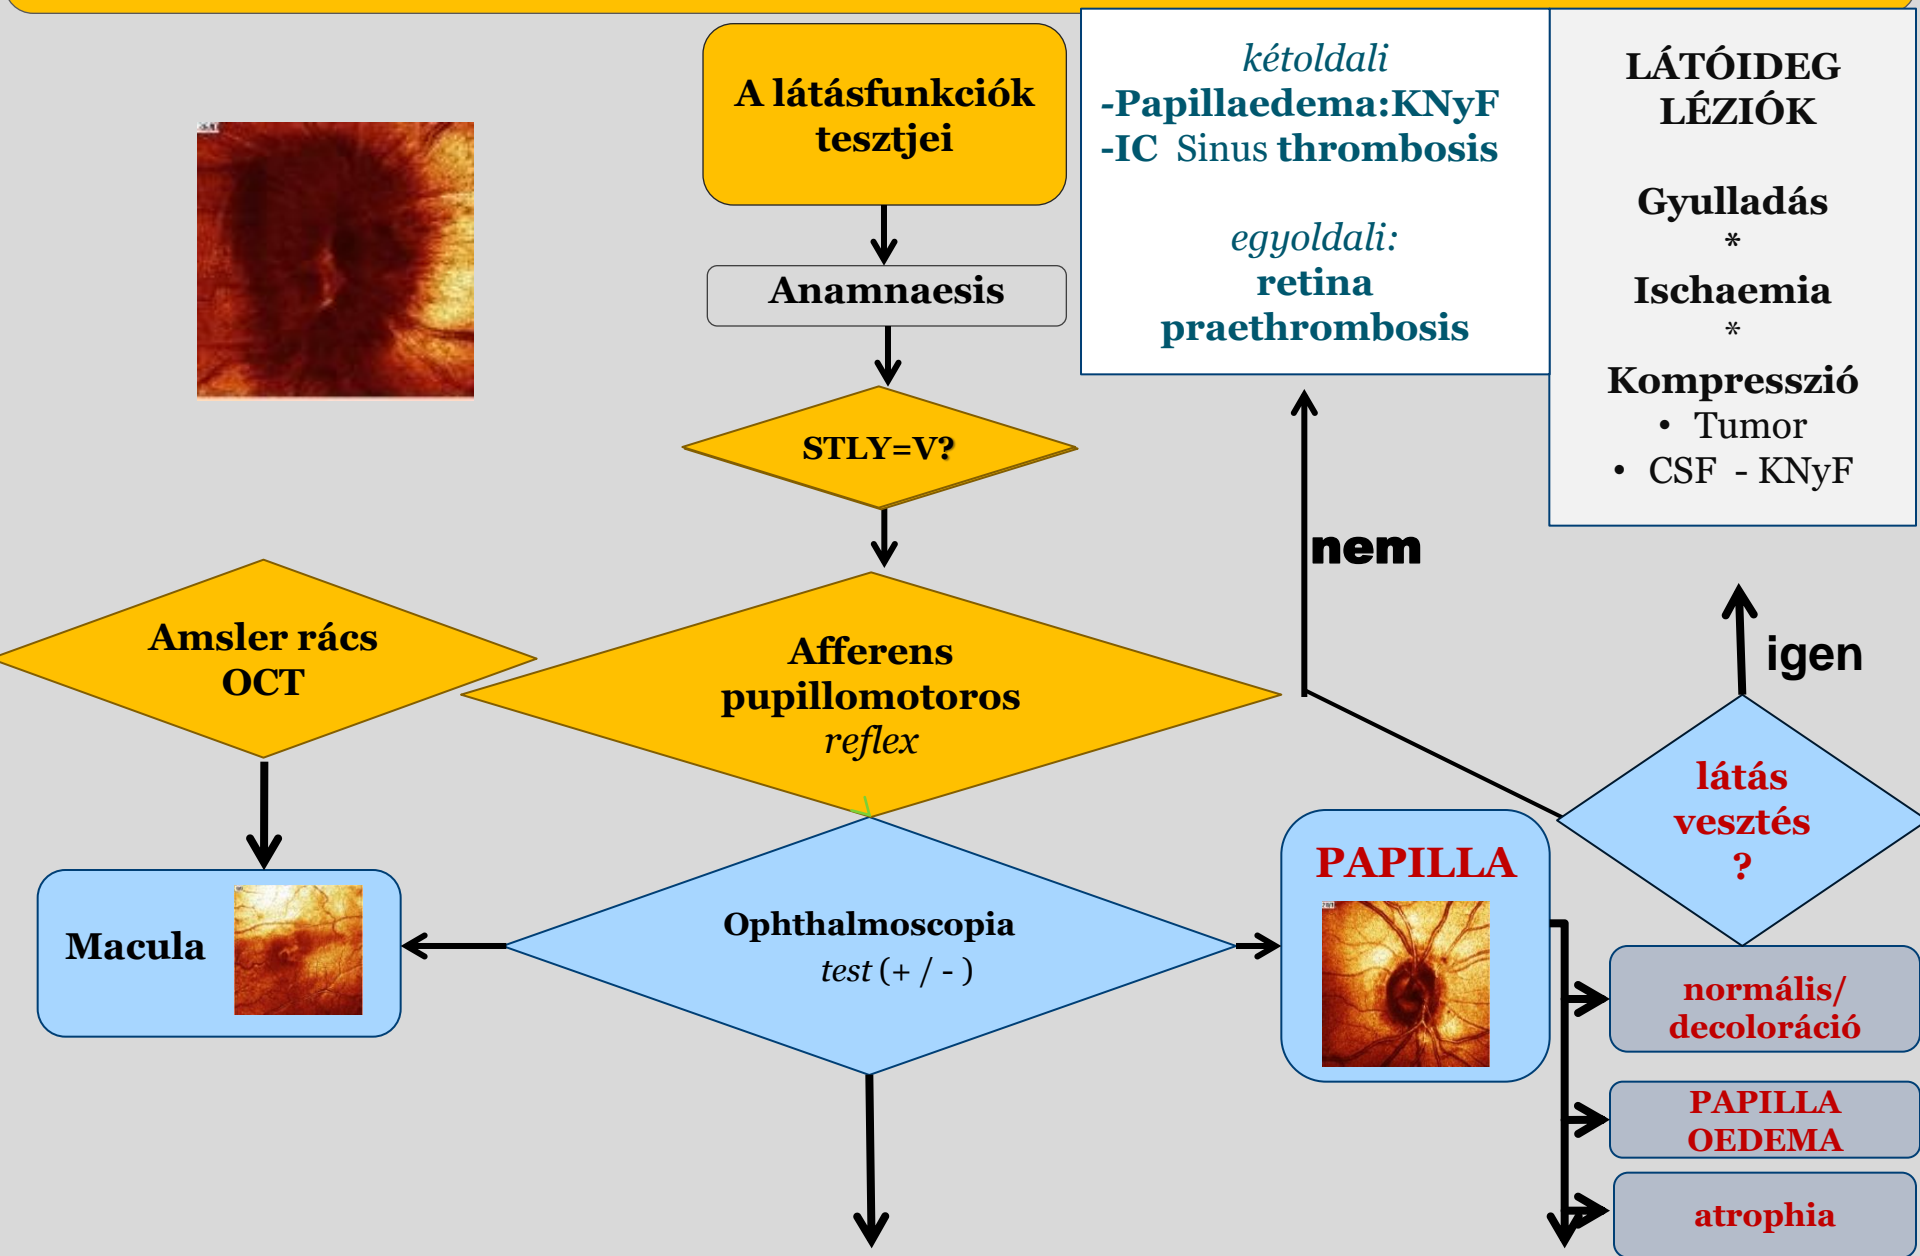 A látásfunkciók
tesztjei
Anamnaesis
STLY=V?
kétoldali
-Papillaedema:KNyF
-IC Sinus thrombosis
egyoldali:
retina
praethrombosis
LÁTÓIDEG
LÉZIÓK
Gyulladás
*
Ischaemia
*
Kompresszió
• Tumor
• CSF - KNyF
nem
igen
Amsler rács
OCT
Afferens
pupillomotoros
reflex
látás
vesztés
?
Macula
Ophthalmoscopia
test (+ / - )
PAPILLA
normális/
decoloráció
PAPILLA
OEDEMA
atrophia